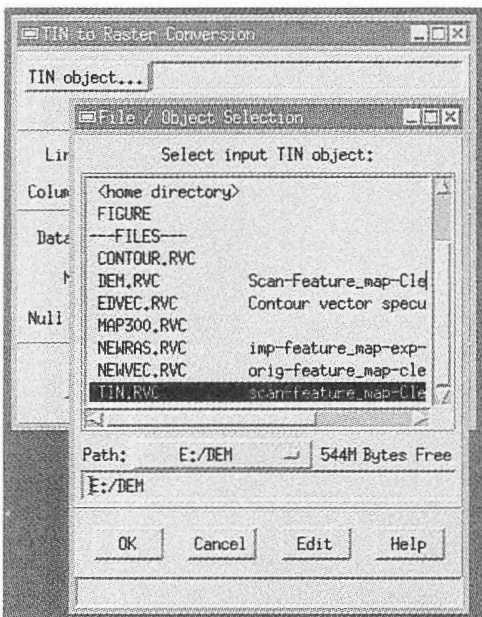 TIN to Raster Conversion
TIN object...
File / Object Selection
Lin
Select input TIN object:
Colum
<home directory>
FIGURE
---FILES---
Data
CONTOUR.RVC
DEM.RVC Scan-Feature_map-Cle
EDVEC.RVC Contour vector specu
Null
MAP300.RVC
NEWRAS.RVC imp-feature_map-exp-
NEWVEC.RVC orig-feature_map-cle
TIN.RVC scan-feature_map-Cle
Path: E:/DEM 544M Bytes Free
E:/DEM
OK Cancel Edit Help